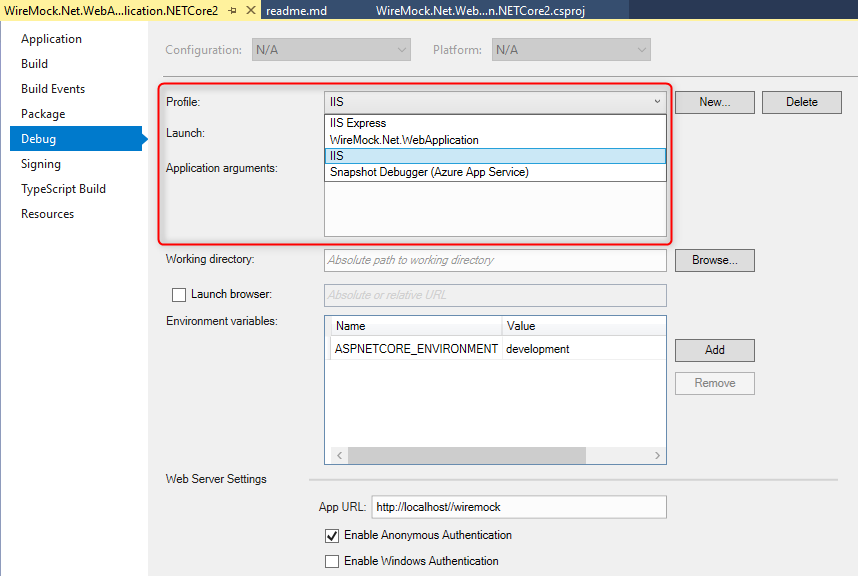 WireMock.Net.WebA...lication.NETCore2
readme.md
WireMock.Net.Web...n.NETCore2.csproj
Application
Build
Build Events
Package
Debug
Signing
TypeScript Build
Resources
Configuration: N/A
Platform: N/A
Profile: IIS
New...
Delete
IIS Express
Launch:
WireMock.Net.WebApplication
IIS
Application arguments:
Snapshot Debugger (Azure App Service)
Working directory: Absolute path to working directory
Browse...
Launch browser: Absolute or relative URL
Environment variables:
Name Value
ASPNETCORE_ENVIRONMENT development
Add
Remove
Web Server Settings
App URL: http://localhost//wiremock
Enable Anonymous Authentication
Enable Windows Authentication